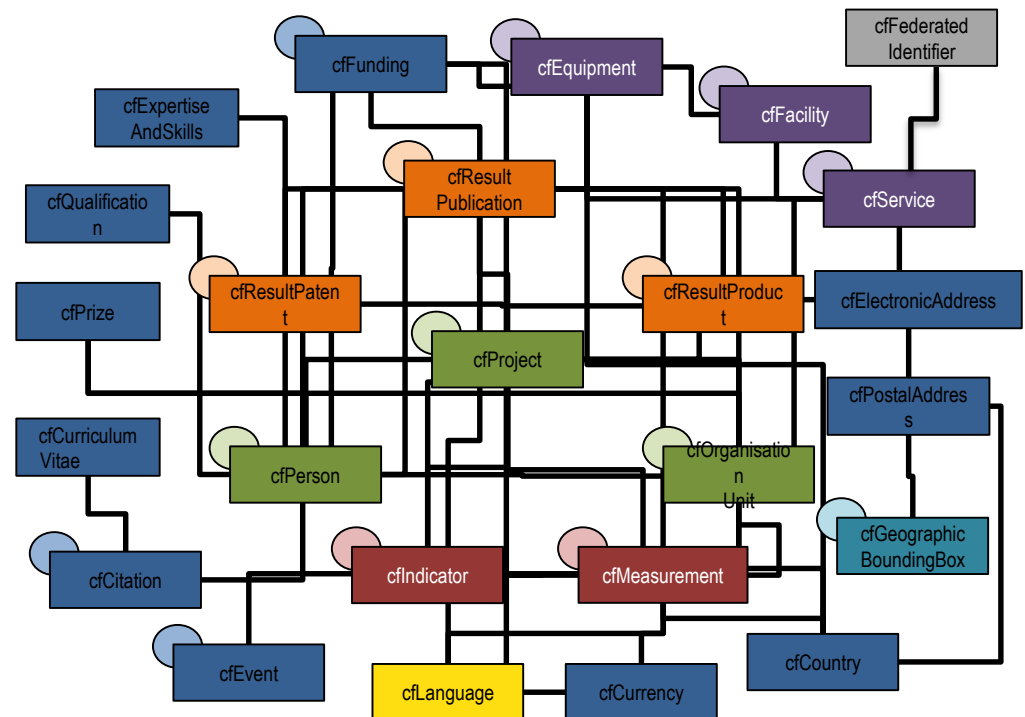 cfFederated
Identifier
cfFunding
cfEquipment
cfExpertise
AndSkills
cfFacility
cfResult
Publication
cfQualificatio
n
cfService
cfResultPaten
t
cfResultProduc
t
cfElectronicAddress
cfPrize
cfProject
cfPostalAddres
s
cfCurriculum
Vitae
cfPerson
cfOrganisatio
n
Unit
cfGeographic
BoundingBox
cfCitation
cfIndicator
cfMeasurement
cfEvent
cfCountry
cfLanguage
cfCurrency